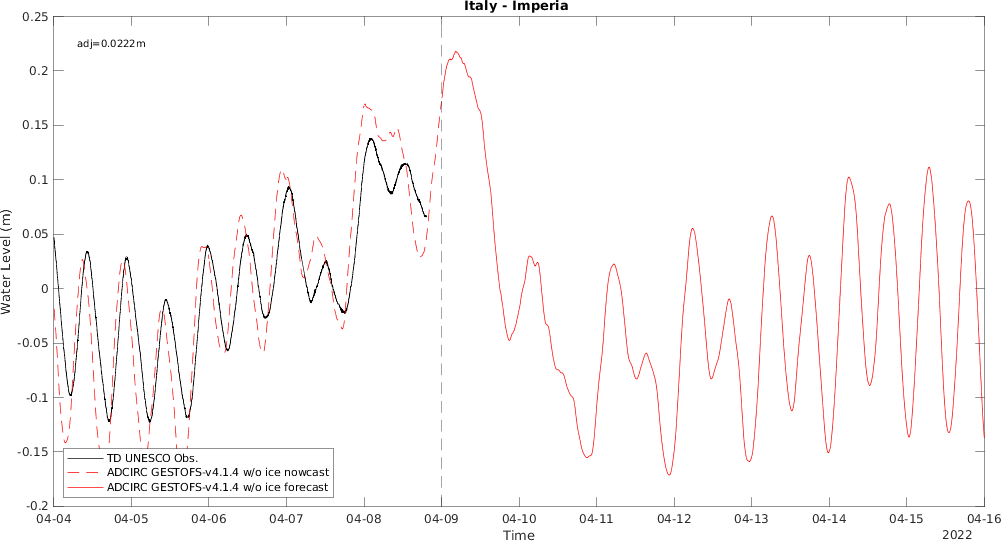 Italy - Imperia
adj=0.0222m
0.25
0.2
0.15
0.1
0.05
0
-0.05
-0.1
-0.15
-0.2
Water Level (m)
TD UNESCO Obs.
ADCIRC GESTOFS-v4.1.4 w/o ice nowcast
ADCIRC GESTOFS-v4.1.4 w/o ice forecast
04-04 04-05 04-06 04-07 04-08 04-09 04-10 04-11 04-12 04-13 04-14 04-15 04-16
Time
2022